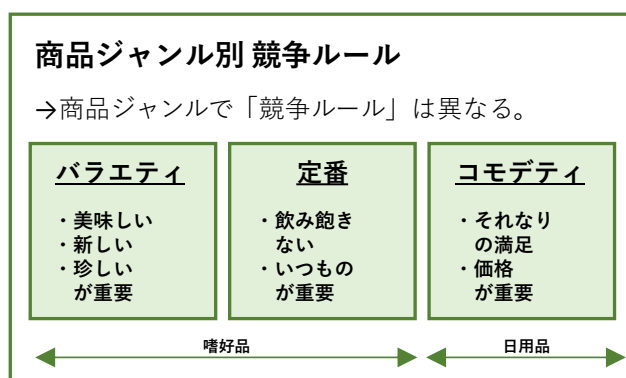 商品ジャンル別 競争ルール
→商品ジャンルで「競争ルール」は異なる。
バラエティ
・美味しい
・新しい
・珍しい
が重要
定番
・飲み飽き
ない
・いつもの
が重要
コモデティ
・それなり
の満足
・価格
が重要
嗜好品
日用品